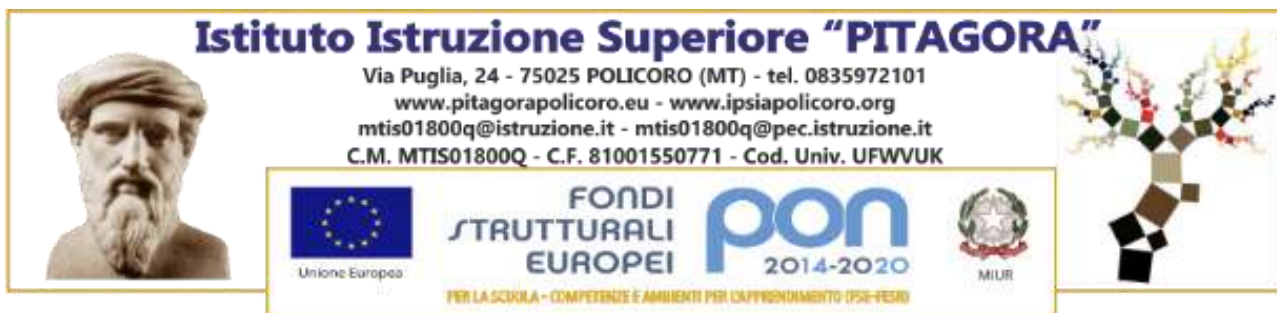 Istituto Istruzione Superiore “PITAGORA”
Via Puglia, 24 - 75025 POLICORO (MT) - tel. 0835972101
www.pitagorapolicoro.eu - www.ipsiapolicoro.org
mtis01800q@istruzione.it - mtis01800q@pec.istruzione.it
C.M. MTIS01800Q - C.F. 81001550771 - Cod. Univ. UFWVUK
Unione Europea
FONDI
STRUTTURALI
EUROPEI
pon
2014-2020
MIUR
PER LA SCUOLA - COMPETENZE E AMBIENTI PER L'APPRENDIMENTO (FSE-FESR)